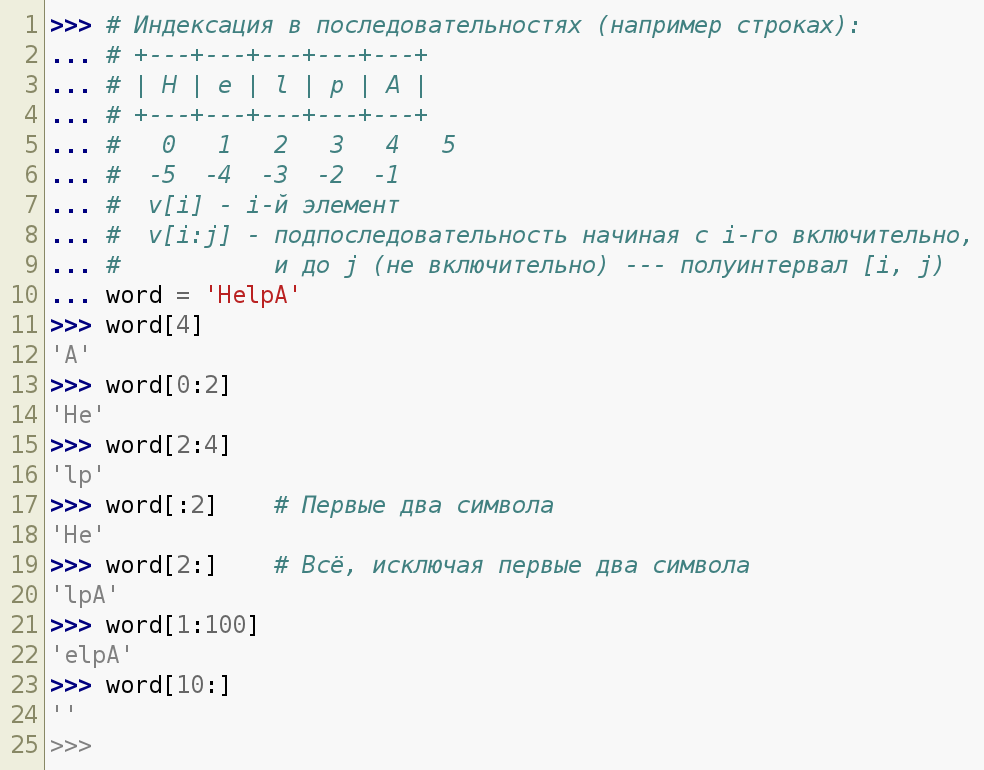 1 >>> # Индексация в последовательностях (например строках):
2 ... # +---+---+---+---+---+
3 ... # | H | e | l | p | A |
4 ... # +---+---+---+---+---+
5 ... #   0   1   2   3   4   5
6 ... #  -5  -4  -3  -2  -1
7 ... #  v[i] - i-й элемент
8 ... #  v[i:j] - подпоследовательность начиная с i-го включительно,
9 ... #           и до j (не включительно) --- полуинтервал [i, j)
10 ... word = 'HelpA'
11 >>> word[4]
12 'A'
13 >>> word[0:2]
14 'He'
15 >>> word[2:4]
16 'lp'
17 >>> word[:2]    # Первые два символа
18 'He'
19 >>> word[2:]    # Всё, исключая первые два символа
20 'lpA'
21 >>> word[1:100]
22 'elpA'
23 >>> word[10:]
24 ''
25 >>>